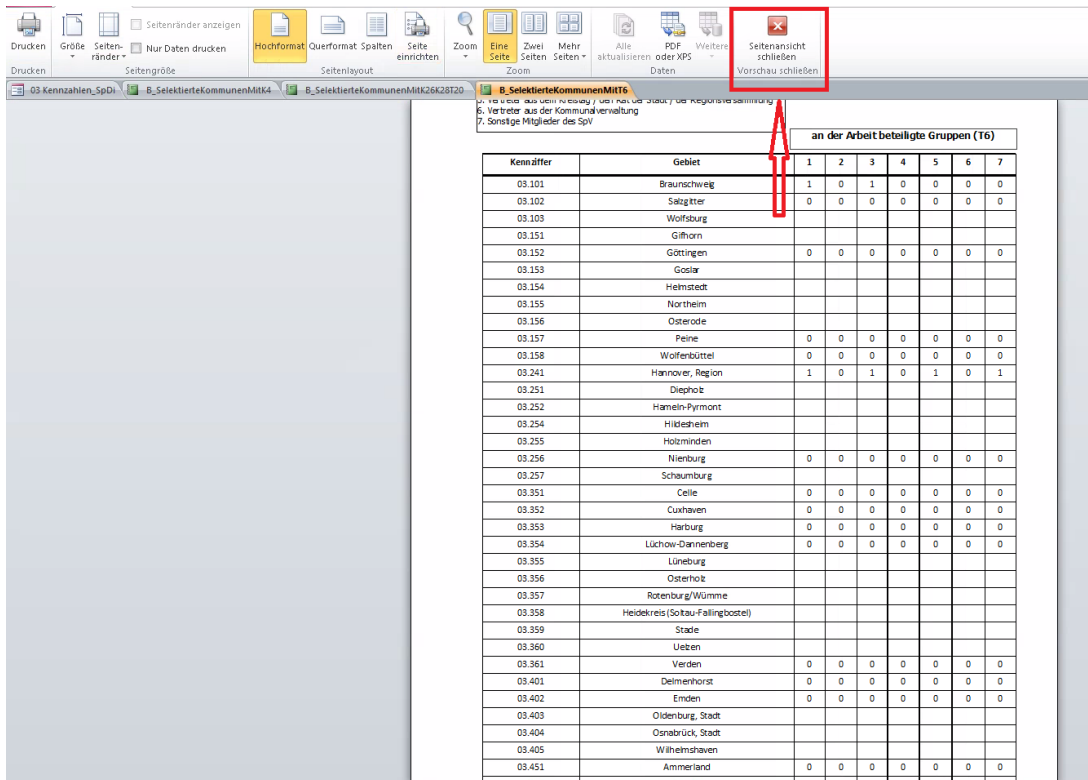 Drucken
Größe
Seiten-
ränder
Seitenränder anzeigen
Nur Daten drucken
Hochformat Querformat Spalten Seite
einrichten
Zoom Eine
Seite
Zwei
Seiten
Mehr
Seiten
Alle
aktualisieren
PDF
oder XPS
Weitere
Seitenansicht
schließen
Drucken Seitengröße Seitenlayout Zoom Daten Vorschau schließen
03 Kennzahlen_SpDi B_SelektierteKommunenMitK4 B_SelektierteKommunenMitK26K28T20 B_SelektierteKommunenMitT6
5. Vertreter aus dem Kreistag / den Rat der Stadt / der Regionsversammlung
6. Vertreter aus der Kommunalverwaltung
7. Sonstige Mitglieder des SpV
an der Arbeit beteiligte Gruppen (T6)
Kennziffer Gebiet 1 2 3 4 5 6 7
03.101 Braunschweig 1 0 1 0 0 0 0
03.102 Salzgitter 0 0 0 0 0 0 0
03.103 Wolfsburg
03.151 Gifhorn
03.152 Göttingen 0 0 0 0 0 0 0
03.153 Goslar
03.154 Helmstedt
03.155 Northeim
03.156 Osterode
03.157 Peine 0 0 0 0 0 0 0
03.158 Wolfenbüttel 0 0 0 0 0 0 0
03.241 Hannover, Region 1 0 1 0 1 0 1
03.251 Diepholz
03.252 Hameln-Pyrmont
03.254 Hildesheim
03.255 Holzminden
03.256 Nienburg 0 0 0 0 0 0 0
03.257 Schaumburg
03.351 Celle 0 0 0 0 0 0 0
03.352 Cuxhaven 0 0 0 0 0 0 0
03.353 Harburg 0 0 0 0 0 0 0
03.354 Lüchow-Dannenberg 0 0 0 0 0 0 0
03.355 Lüneburg
03.356 Osterholz
03.357 Rotenburg/Wümme
03.358 Heidekreis (Soltau-Fallingbostel)
03.359 Stade
03.360 Uelzen
03.361 Verden 0 0 0 0 0 0 0
03.401 Delmenhorst 0 0 0 0 0 0 0
03.402 Emden 0 0 0 0 0 0 0
03.403 Oldenburg, Stadt
03.404 Osnabrück, Stadt
03.405 Wilhelmshaven
03.451 Ammerland 0 0 0 0 0 0 0